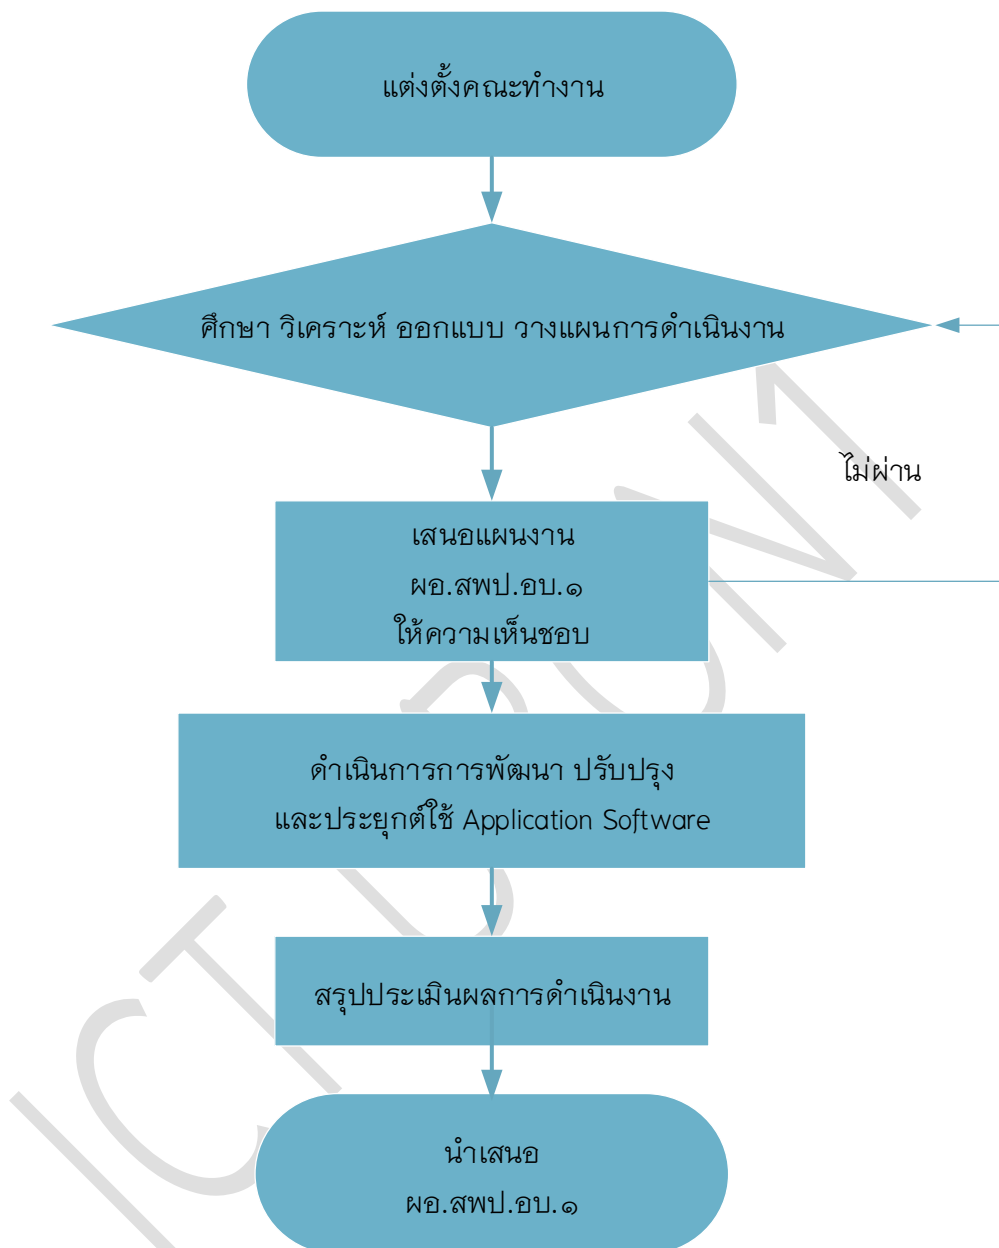 แต่งตั้งคณะทำงาน
ศึกษา วิเคราะห์ ออกแบบ วางแผนการดำเนินงาน
ไม่ผ่าน
เสนอแผนงาน
ผอ.สพป.อบ.๑
ให้ความเห็นชอบ
ดำเนินการการพัฒนา ปรับปรุง
และประยุกต์ใช้ Application Software
สรุปประเมินผลการดำเนินงาน
นำเสนอ
ผอ.สพป.อบ.๑
ICT UBON1